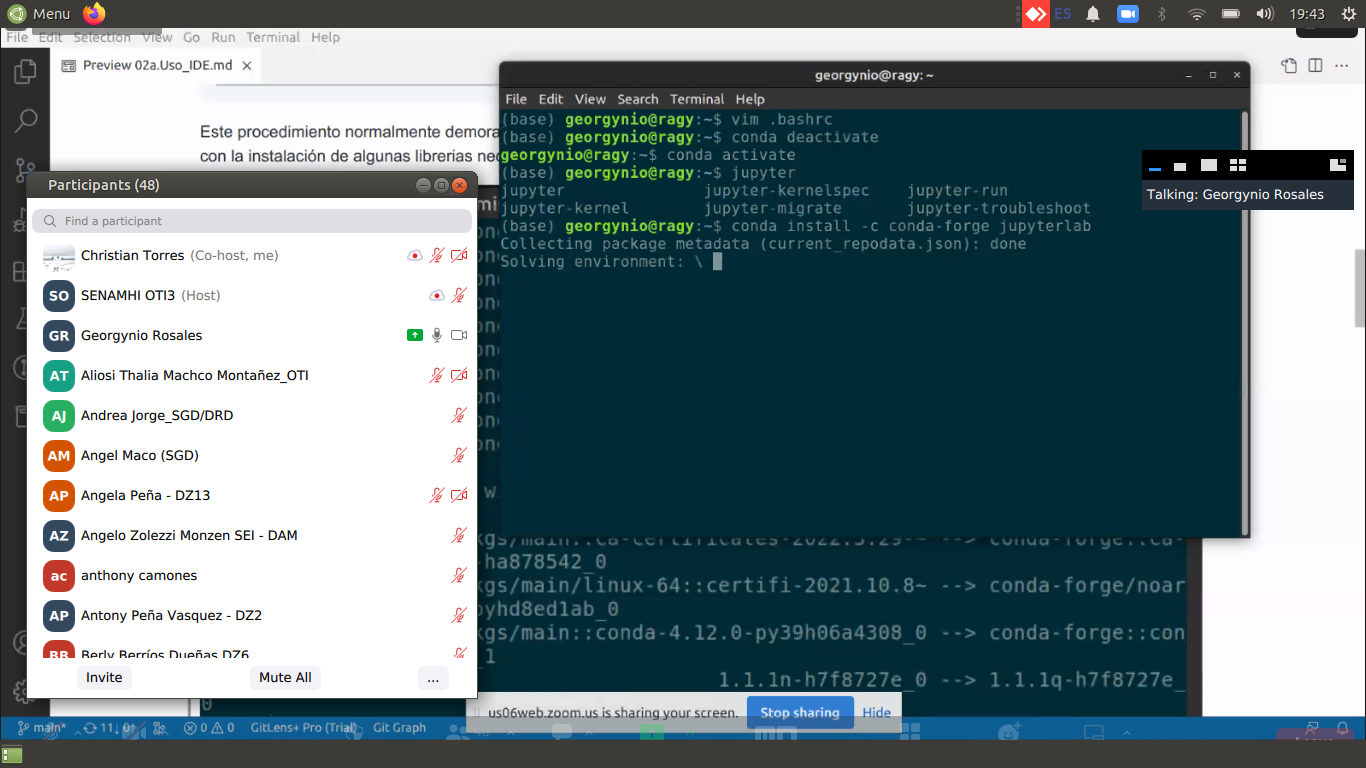 Menu
ES
19:43
File Edit Selection View Go Run Terminal Help
Preview 02a.Uso_IDE.md
Este procedimiento normalmente demora
con la instalación de algunas librerias
georgynio@ragy: ~
File Edit View Search Terminal Help
(base) georgynio@ragy:~$ vim .bashrc
(base) georgynio@ragy:~$ conda deactivate
georgynio@ragy:~$ conda activate
(base) georgynio@ragy:~$ jupyter
jupyter jupyter-kernelspec jupyter-run
jupyter-kernel jupyter-migrate jupyter-troubleshoot
(base) georgynio@ragy:~$ conda install -c conda-forge jupyterlab
Collecting package metadata (current_repodata.json): done
Solving environment: \
Talking: Georgynio Rosales
Participants (48)
Find a participant
Christian Torres (Co-host, me)
SO SENAMHI OTI3 (Host)
GR Georgynio Rosales
AT Aliosi Thalia Machco Montañez_OTI
AJ Andrea Jorge_SGD/DRD
AM Angel Maco (SGD)
AP Angela Peña - DZ13
AZ Angelo Zolezzi Monzen SEI - DAM
ac anthony camones
AP Antony Peña Vasquez - DZ2
BB Berly Berríos Dueñas DZ6
Invite Mute All ...
kgs/main::ca-certificates-2022.3.29~ --> conda-forge::ca-
-ha878542_0
kgs/main/linux-64::certifi-2021.10.8~ --> conda-forge/noar
pyhd8ed1ab_0
kgs/main::conda-4.12.0-py39h06a4308_0 --> conda-forge::con
_1
1.1.1n-h7f8727e_0 --> 1.1.1q-h7f8727e_
0
us06web.zoom.us is sharing your screen. Stop sharing Hide
main* 11↓ 0↑ 0 0 GitLens+ Pro (Trial) Git Graph